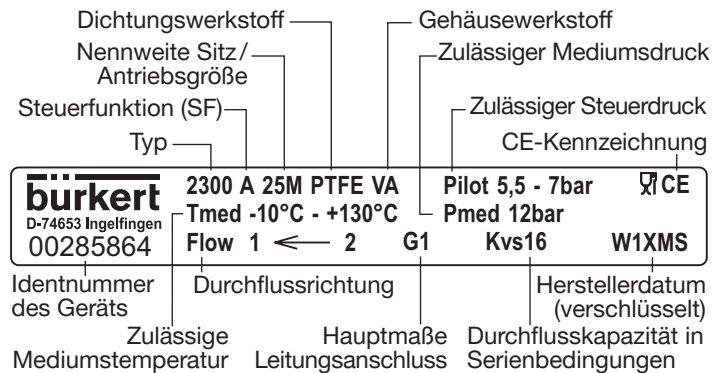 Dichtungswerkstoff
Gehäusewerkstoff
Nennweite Sitz/
Antriebsgröße
Zulässiger Mediumsdruck
Steuerfunktion (SF)
Zulässiger Steuerdruck
Typ
CE-Kennzeichnung
bürkert
D-74653 Ingelfingen
00285864
2300 A 25M PTFE VA
Pilot 5,5 - 7bar
CE
Tmed -10°C - +130°C
Pmed 12bar
Flow 1 ← 2
G1
Kvs16
W1XMS
Identnummer
des Geräts
Durchflussrichtung
Herstellerdatum
(verschlüsselt)
Zulässige
Mediumstemperatur
Hauptmaße
Leitungsanschluss
Durchflusskapazität in
Serienbedingungen